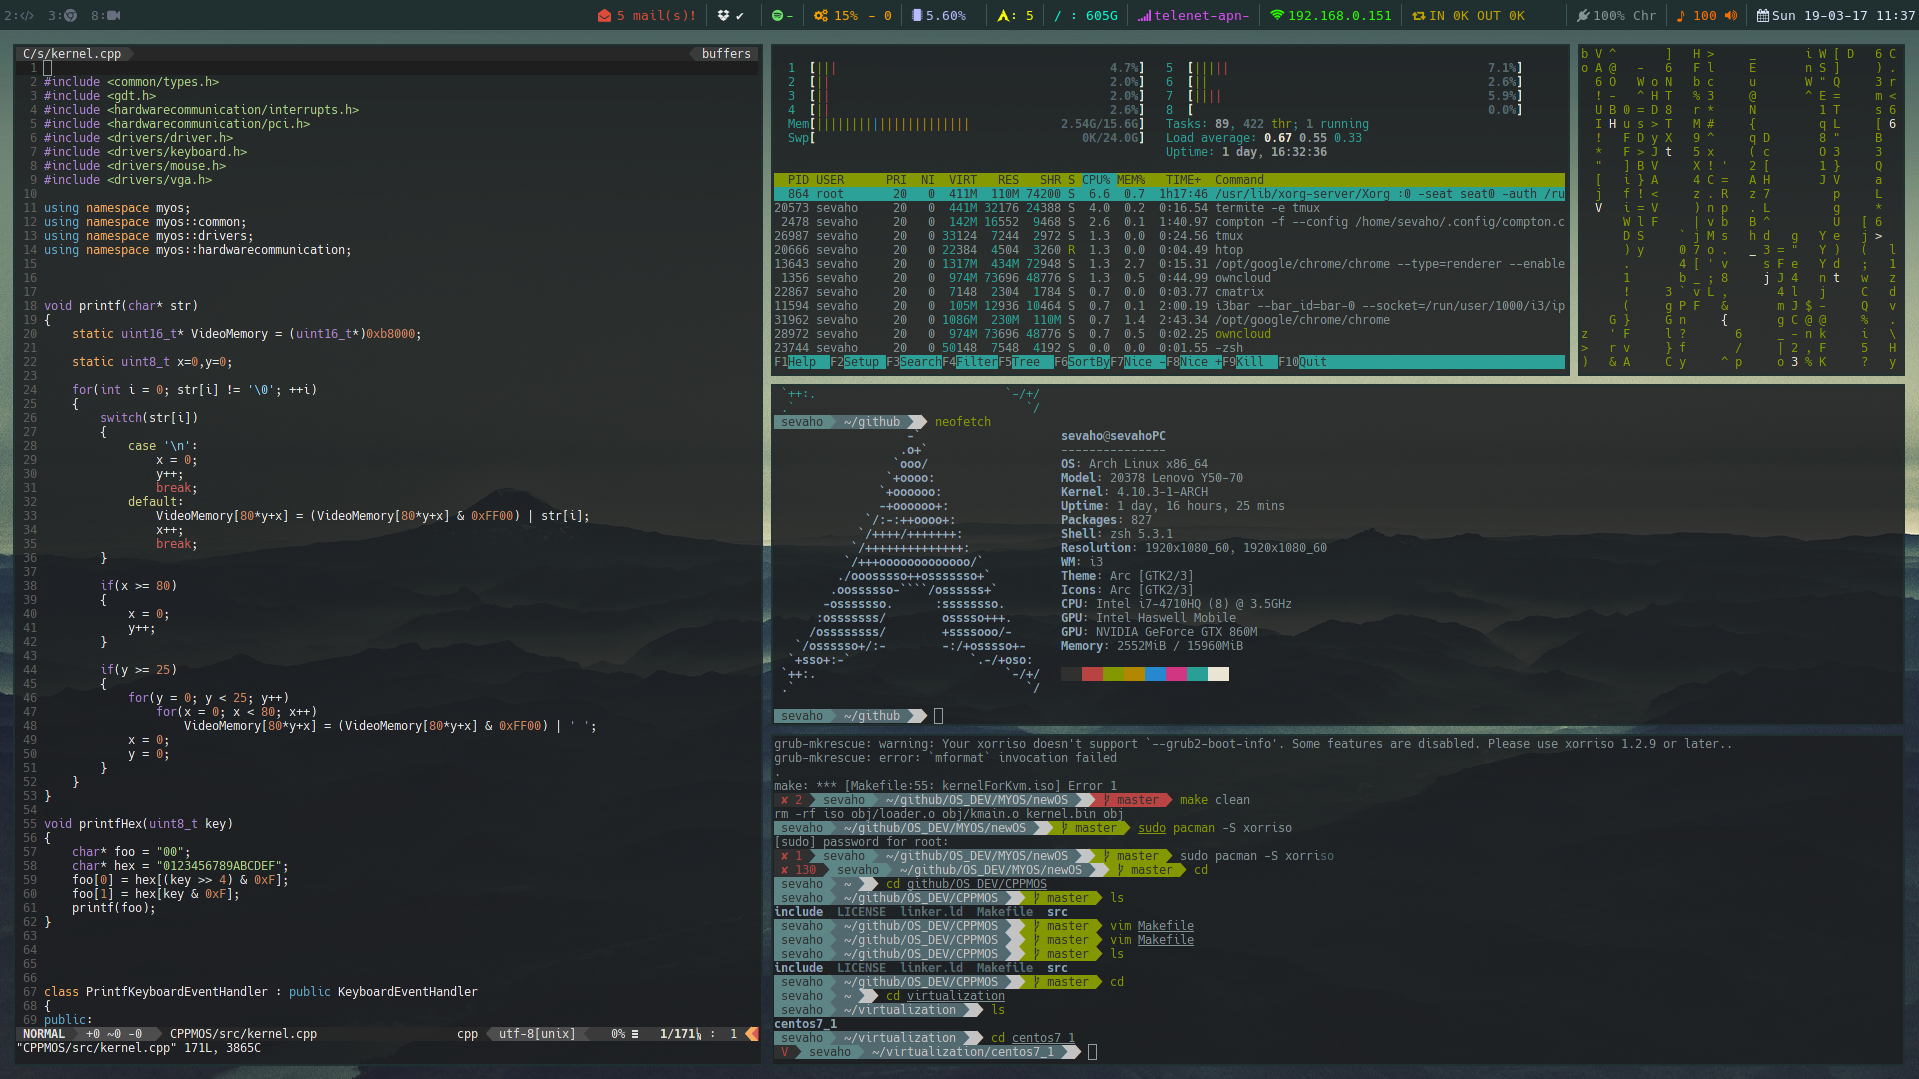 2: 3: 8: 5 mail(s)! ✔ - 15% - 0 5.60% : 5 / : 605G telenet-apn- 192.168.0.151 IN 0K OUT 0K 100% Chr 100 Sun 19-03-17 11:37
C/s/kernel.cpp buffers
1
2 #include <common/types.h>
3 #include <gdt.h>
4 #include <hardwarecommunication/interrupts.h>
5 #include <hardwarecommunication/pci.h>
6 #include <drivers/driver.h>
7 #include <drivers/keyboard.h>
8 #include <drivers/mouse.h>
9 #include <drivers/vga.h>
10
11 using namespace myos;
12 using namespace myos::common;
13 using namespace myos::drivers;
14 using namespace myos::hardwarecommunication;
15
16
17
18 void printf(char* str)
19 {
20     static uint16_t* VideoMemory = (uint16_t*)0xb8000;
21
22     static uint8_t x=0,y=0;
23
24     for(int i = 0; str[i] != '\0'; ++i)
25     {
26         switch(str[i])
27         {
28             case '\n':
29                 x = 0;
30                 y++;
31                 break;
32             default:
33                 VideoMemory[80*y+x] = (VideoMemory[80*y+x] & 0xFF00) | str[i];
34                 x++;
35                 break;
36         }
37
38         if(x >= 80)
39         {
40             x = 0;
41             y++;
42         }
43
44         if(y >= 25)
45         {
46             for(y = 0; y < 25; y++)
47                 for(x = 0; x < 80; x++)
48                     VideoMemory[80*y+x] = (VideoMemory[80*y+x] & 0xFF00) | ' ';
49             x = 0;
50             y = 0;
51         }
52     }
53 }
54
55 void printfHex(uint8_t key)
56 {
57     char* foo = "00";
58     char* hex = "0123456789ABCDEF";
59     foo[0] = hex[(key >> 4) & 0xF];
60     foo[1] = hex[key & 0xF];
61     printf(foo);
62 }
63
64
65
66
67 class PrintfKeyboardEventHandler : public KeyboardEventHandler
68 {
69 public:
NORMAL +0 ~0 -0 CPPMOS/src/kernel.cpp cpp utf-8[unix] 0% ≡ 1/171 : 1
"CPPMOS/src/kernel.cpp" 171L, 3865C
1 [||| 4.7%] 5 [||||| 7.1%]
2 [|| 2.0%] 6 [|| 2.6%]
3 [|| 2.0%] 7 [|||| 5.9%]
4 [|| 2.6%] 8 [ 0.0%]
Mem[|||||||||||||||||||||| 2.54G/15.6G] Tasks: 89, 422 thr; 1 running
Swp[ 0K/24.0G] Load average: 0.67 0.55 0.33
Uptime: 1 day, 16:32:36
PID USER PRI NI VIRT RES SHR S CPU% MEM% TIME+ Command
864 root 20 0 411M 110M 74200 S 6.6 0.7 1h17:46 /usr/lib/xorg-server/Xorg :0 -seat seat0 -auth /ru
20573 sevaho 20 0 441M 32176 24388 S 4.0 0.2 0:16.54 termite -e tmux
2478 sevaho 20 0 142M 16552 9468 S 2.6 0.1 1:40.97 compton -f --config /home/sevaho/.config/compton.c
26987 sevaho 20 0 33124 7244 2972 S 1.3 0.0 0:24.56 tmux
20666 sevaho 20 0 22384 4504 3260 R 1.3 0.0 0:04.49 htop
13643 sevaho 20 0 1317M 434M 72948 S 1.3 2.7 0:15.31 /opt/google/chrome/chrome --type=renderer --enable
1355 sevaho 20 0 974M 73696 48776 S 1.3 0.5 0:44.99 owncloud
22867 sevaho 20 0 7148 2304 1784 S 0.7 0.0 0:03.77 cmatrix
11594 sevaho 20 0 105M 12936 10464 S 0.7 0.1 2:00.19 i3bar --bar_id=bar-0 --socket=/run/user/1000/i3/ip
31962 sevaho 20 0 1086M 230M 110M S 0.7 1.4 2:43.34 /opt/google/chrome/chrome
28972 sevaho 20 0 974M 73696 48776 S 0.7 0.5 0:02.25 owncloud
23744 sevaho 20 0 50148 7548 4192 S 0.0 0.0 0:01.55 -zsh
F1Help F2Setup F3SearchF4FilterF5Tree F6SortByF7Nice -F8Nice +F9Kill F10Quit
sevaho ~/github neofetch
sevaho@sevahoPC
---------------
OS: Arch Linux x86_64
Model: 20378 Lenovo Y50-70
Kernel: 4.10.3-1-ARCH
Uptime: 1 day, 16 hours, 25 mins
Packages: 827
Shell: zsh 5.3.1
Resolution: 1920x1080_60, 1920x1080_60
WM: i3
Theme: Arc [GTK2/3]
Icons: Arc [GTK2/3]
CPU: Intel i7-4710HQ (8) @ 3.5GHz
GPU: Intel Haswell Mobile
GPU: NVIDIA GeForce GTX 860M
Memory: 2552MiB / 15960MiB
sevaho ~/github
grub-mkrescue: warning: Your xorriso doesn't support `--grub2-boot-info'. Some features are disabled. Please use xorriso 1.2.9 or later..
grub-mkrescue: error: `mformat` invocation failed
.
make: *** [Makefile:55: kernelForKvm.iso] Error 1
✘ 2 sevaho ~/github/OS_DEV/MYOS/newOS master make clean
rm -rf iso obj/loader.o obj/kmain.o kernel.bin obj
sevaho ~/github/OS_DEV/MYOS/newOS master sudo pacman -S xorriso
[sudo] password for root:
✘ 1 sevaho ~/github/OS_DEV/MYOS/newOS master sudo pacman -S xorriso
✘ 130 sevaho ~/github/OS_DEV/MYOS/newOS master cd
sevaho ~ cd github/OS_DEV/CPPMOS
sevaho ~/github/OS_DEV/CPPMOS master ls
include LICENSE linker.ld Makefile src
sevaho ~/github/OS_DEV/CPPMOS master vim Makefile
sevaho ~/github/OS_DEV/CPPMOS master vim Makefile
sevaho ~/github/OS_DEV/CPPMOS master ls
include LICENSE linker.ld Makefile src
sevaho ~/github/OS_DEV/CPPMOS master cd
sevaho ~ cd virtualization
sevaho ~/virtualization ls
centos7_1
sevaho ~/virtualization cd centos7_1
V sevaho ~/virtualization/centos7_1